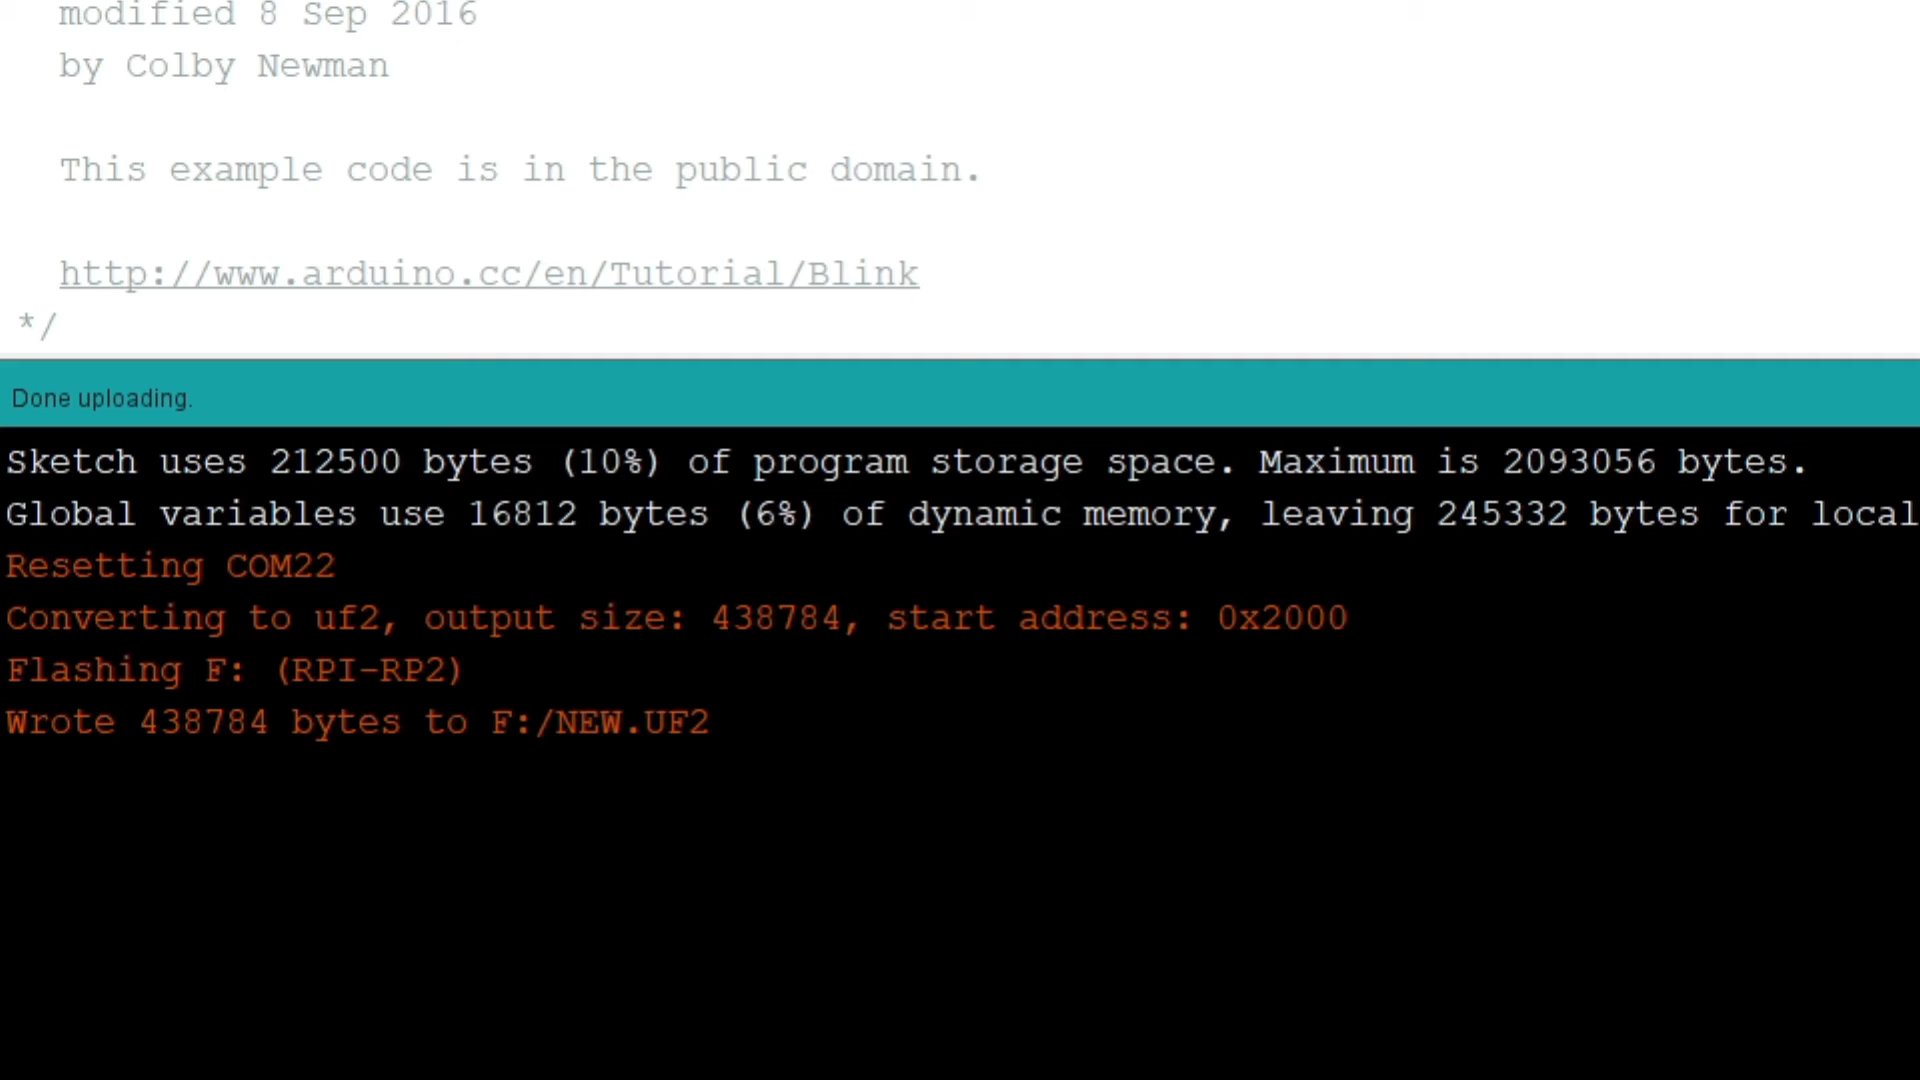 modified 8 Sep 2016
by Colby Newman
This example code is in the public domain.
http://www.arduino.cc/en/Tutorial/Blink
*/
Done uploading.
Sketch uses 212500 bytes (10%) of program storage space. Maximum is 2093056 bytes.
Global variables use 16812 bytes (6%) of dynamic memory, leaving 245332 bytes for local
Resetting COM22
Converting to uf2, output size: 438784, start address: 0x2000
Flashing F: (RPI-RP2)
Wrote 438784 bytes to F:/NEW.UF2